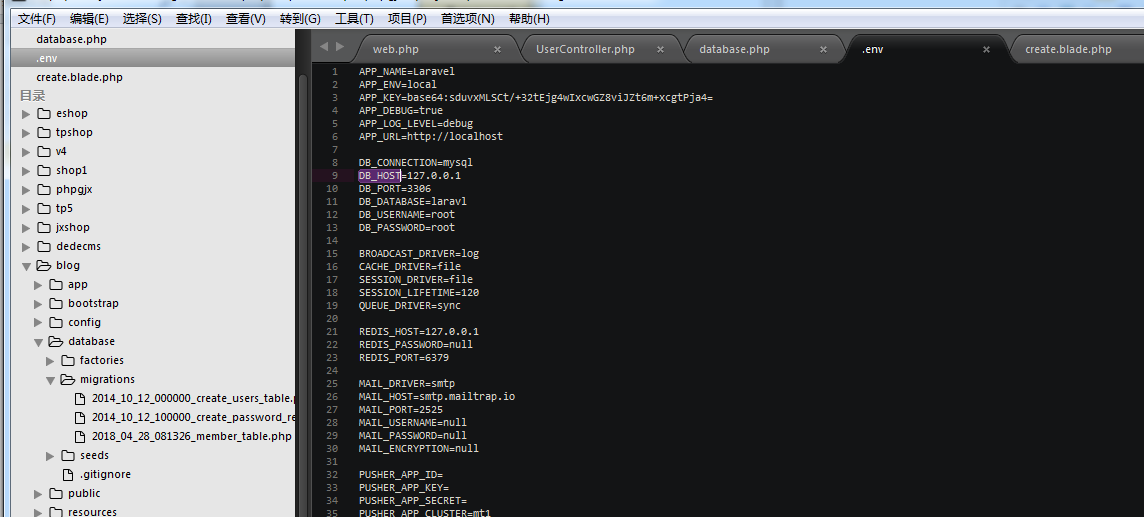 文件(F) 编辑(E) 选择(S) 查找(I) 查看(V) 转到(G) 工具(T) 项目(P) 首选项(N) 帮助(H)
database.php
.env
create.blade.php
目录
eshop
tpshop
v4
shop1
phpgjx
tp5
jxshop
dedecms
blog
app
bootstrap
config
database
factories
migrations
2014_10_12_000000_create_users_table.p
2014_10_12_100000_create_password_re
2018_04_28_081326_member_table.php
seeds
.gitignore
public
resources
web.php × UserController.php × database.php × .env × create.blade.php
1 APP_NAME=Laravel
2 APP_ENV=local
3 APP_KEY=base64:sduvxMLSCt/+32tEjg4wIxcwGZ8viJZt6m+xcgtPja4=
4 APP_DEBUG=true
5 APP_LOG_LEVEL=debug
6 APP_URL=http://localhost
7
8 DB_CONNECTION=mysql
9 DB_HOST=127.0.0.1
10 DB_PORT=3306
11 DB_DATABASE=laravl
12 DB_USERNAME=root
13 DB_PASSWORD=root
14
15 BROADCAST_DRIVER=log
16 CACHE_DRIVER=file
17 SESSION_DRIVER=file
18 SESSION_LIFETIME=120
19 QUEUE_DRIVER=sync
20
21 REDIS_HOST=127.0.0.1
22 REDIS_PASSWORD=null
23 REDIS_PORT=6379
24
25 MAIL_DRIVER=smtp
26 MAIL_HOST=smtp.mailtrap.io
27 MAIL_PORT=2525
28 MAIL_USERNAME=null
29 MAIL_PASSWORD=null
30 MAIL_ENCRYPTION=null
31
32 PUSHER_APP_ID=
33 PUSHER_APP_KEY=
34 PUSHER_APP_SECRET=
35 PUSHER_APP_CLUSTER=mt1